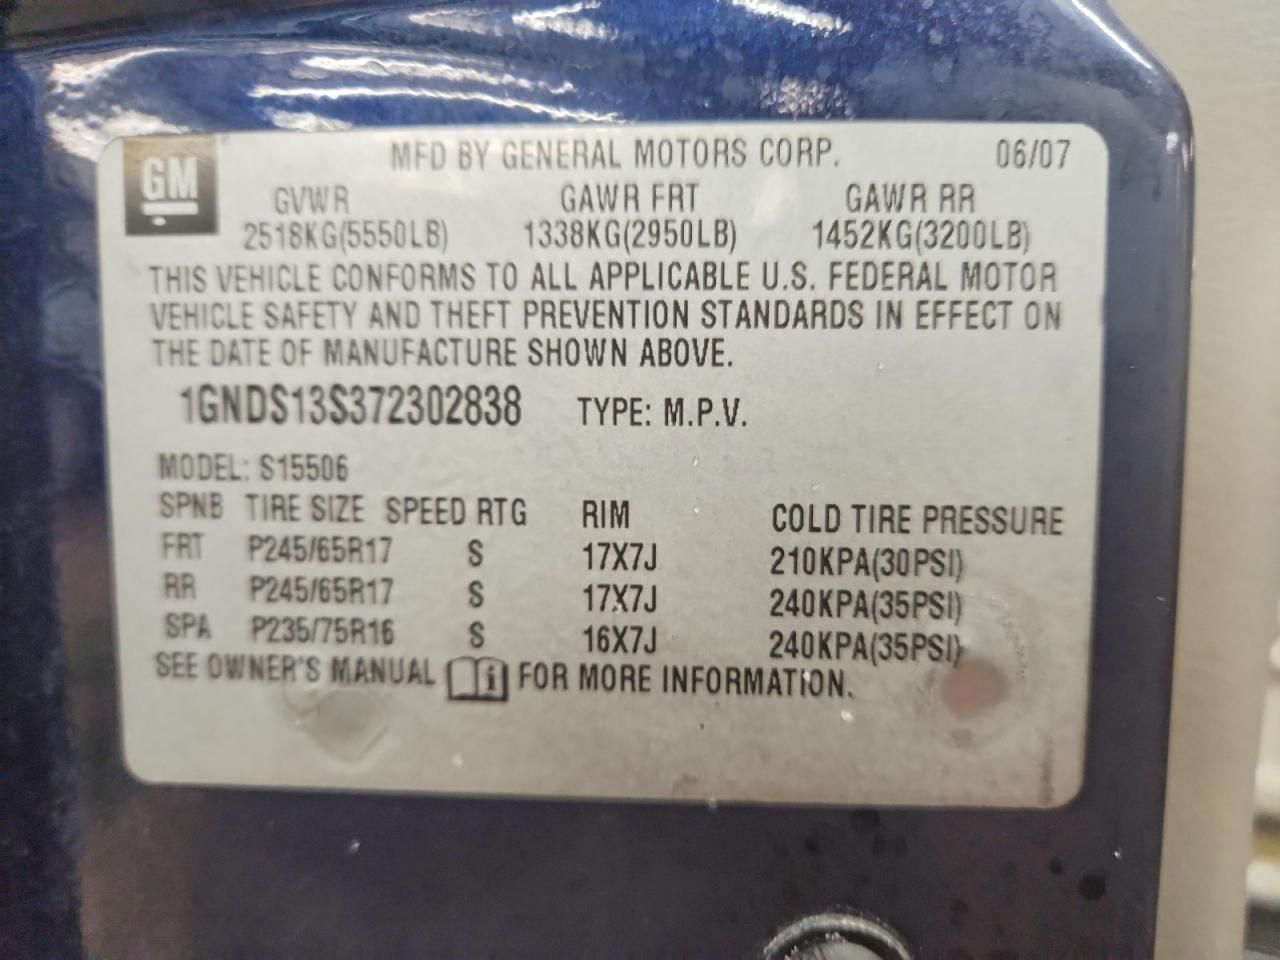 GM MFD BY GENERAL MOTORS CORP. 06/07
GVWR GAWR FRT GAWR RR
2518KG(5550LB) 1338KG(2950LB) 1452KG(3200LB)
THIS VEHICLE CONFORMS TO ALL APPLICABLE U.S. FEDERAL MOTOR
VEHICLE SAFETY AND THEFT PREVENTION STANDARDS IN EFFECT ON
THE DATE OF MANUFACTURE SHOWN ABOVE.
1GNDS13S372302838 TYPE: M.P.V.
MODEL: S15506
SPNB TIRE SIZE SPEED RTG RIM COLD TIRE PRESSURE
FRT P245/65R17 S 17X7J 210KPA(30PSI)
RR P245/65R17 S 17X7J 240KPA(35PSI)
SPA P235/75R16 S 16X7J 240KPA(35PSI)
SEE OWNER'S MANUAL i FOR MORE INFORMATION.